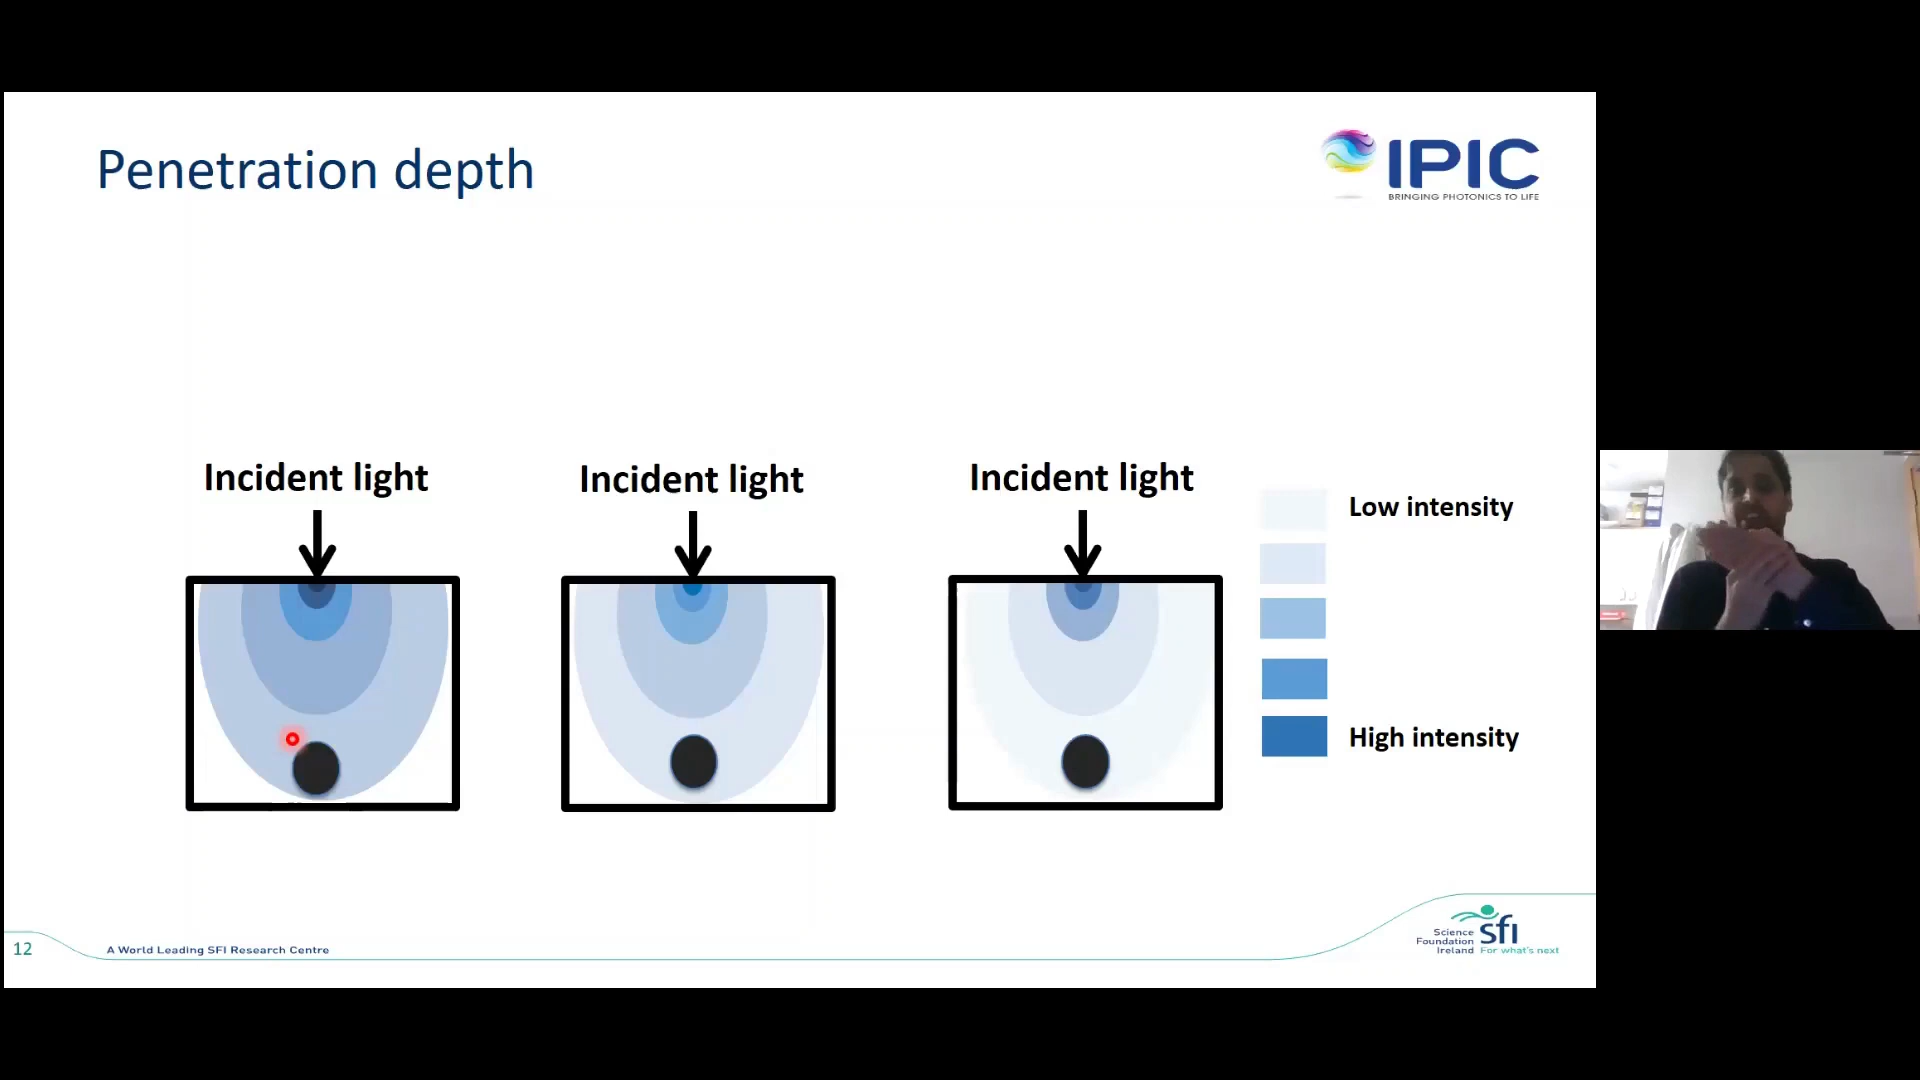 Penetration depth
IPIC
BRINGING PHOTONICS TO LIFE
Incident light
Incident light
Incident light
Low intensity
High intensity
12
A World Leading SFI Research Centre
Science
Foundation
Ireland
sfi
For what's next